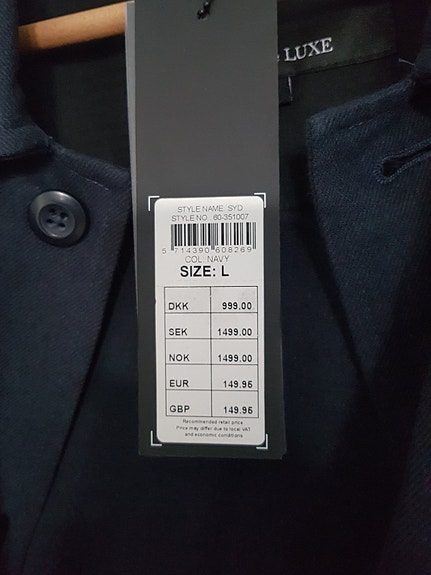 LUXE
STYLE NAME: SYD
STYLE NO.: 60-351007
5 714390 608269
COL: NAVY
SIZE: L
DKK 999.00
SEK 1499.00
NOK 1499.00
EUR 149.95
GBP 149.95
Recommended retail price
Price may differ due to local VAT
and economic conditions